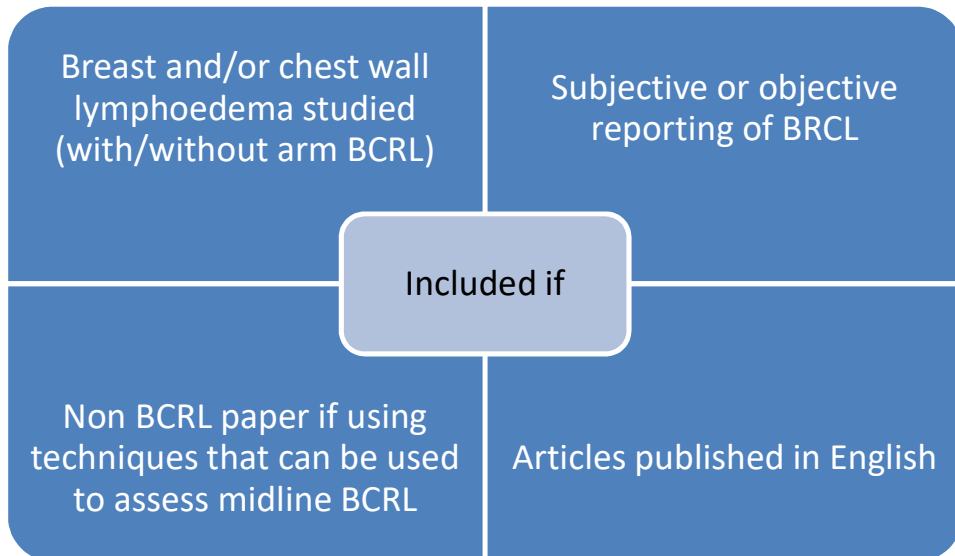 Breast and/or chest wall
lymphoedema studied
(with/without arm BCRL)
Subjective or objective
reporting of BRCL
Included if
Non BCRL paper if using
techniques that can be used
to assess midline BCRL
Articles published in English